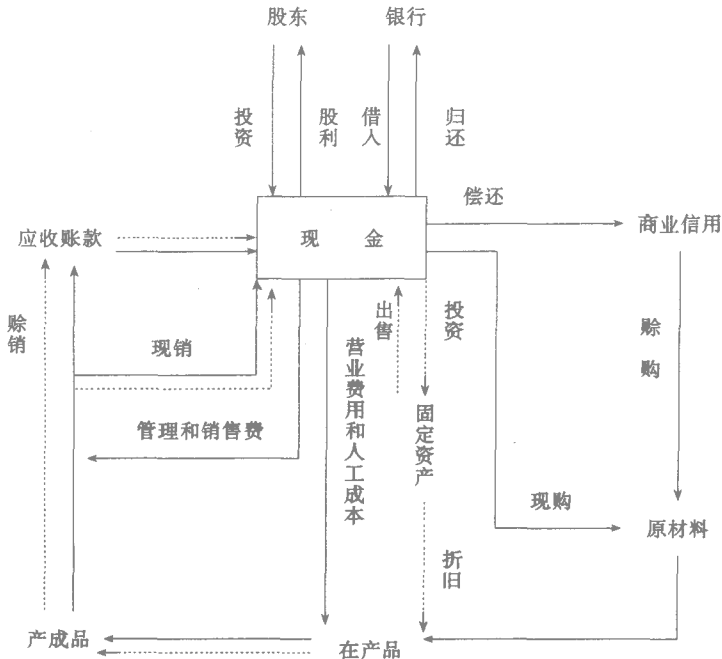 股东
银行
投资
股利
借入
归还
偿还
商业信用
应收账款
现 金
赊销
现销
出售
投资
赊购
管理和销售费
营业费用和人工成本
固定资产
现购
原材料
折旧
产成品
在产品